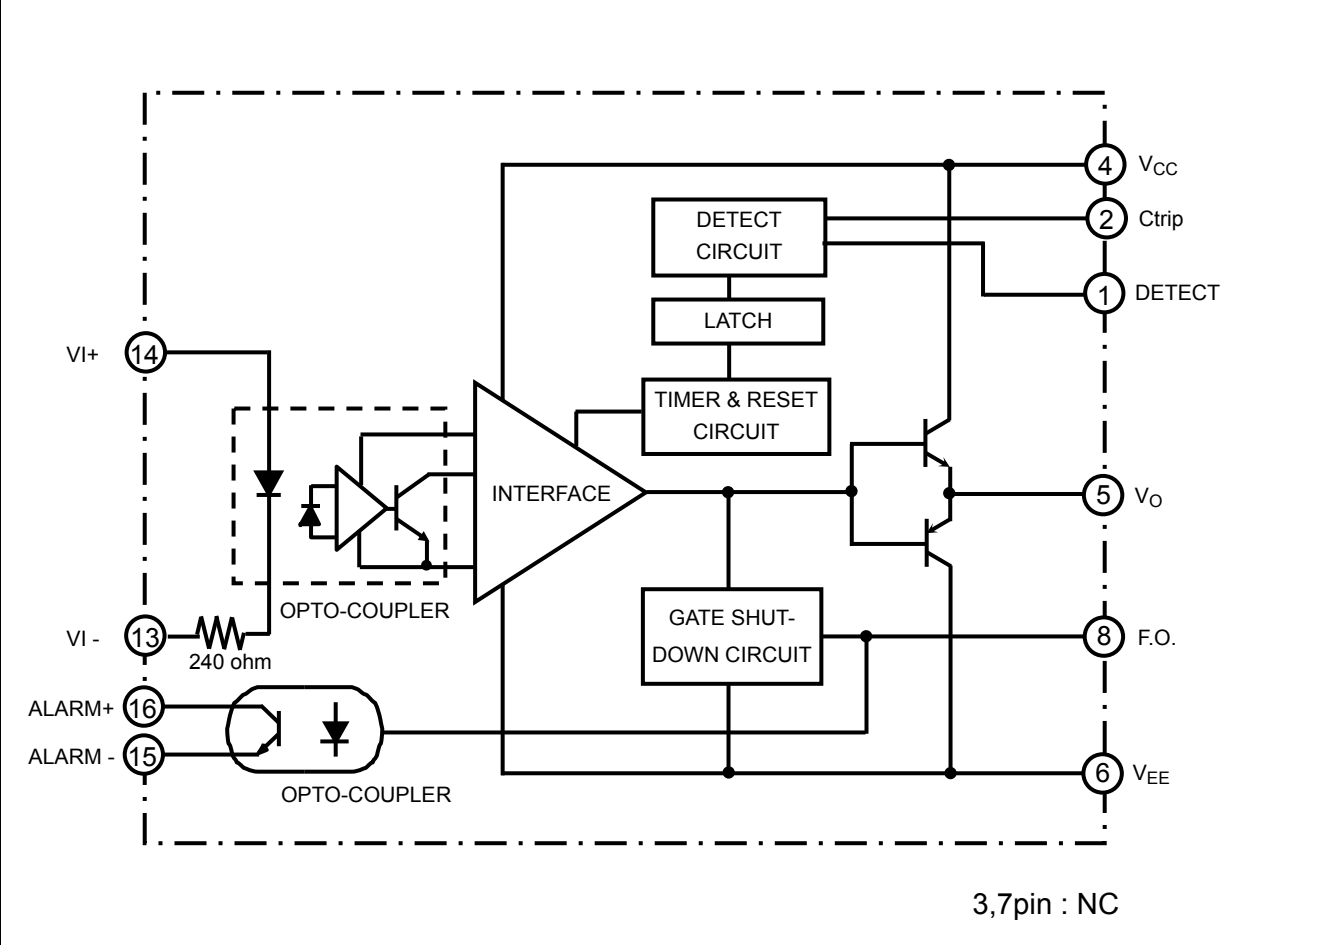 4 VCC
DETECT
CIRCUIT
2 Ctrip
1 DETECT
LATCH
VI+ 14
TIMER & RESET
CIRCUIT
INTERFACE
5 VO
OPTO-COUPLER
GATE SHUT-
DOWN CIRCUIT
8 F.O.
VI - 13
240 ohm
ALARM+ 16
ALARM - 15
OPTO-COUPLER
6 VEE
3,7pin : NC